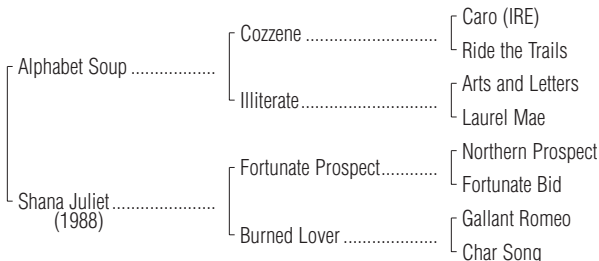 Caro (IRE)
Cozzene ..........................
Ride the Trails
Alphabet Soup .................
Arts and Letters
Illiterate...........................
Laurel Mae
Northern Prospect
Fortunate Prospect...........
Fortunate Bid
Shana Juliet.....................
(1988)
Gallant Romeo
Burned Lover ..................
Char Song